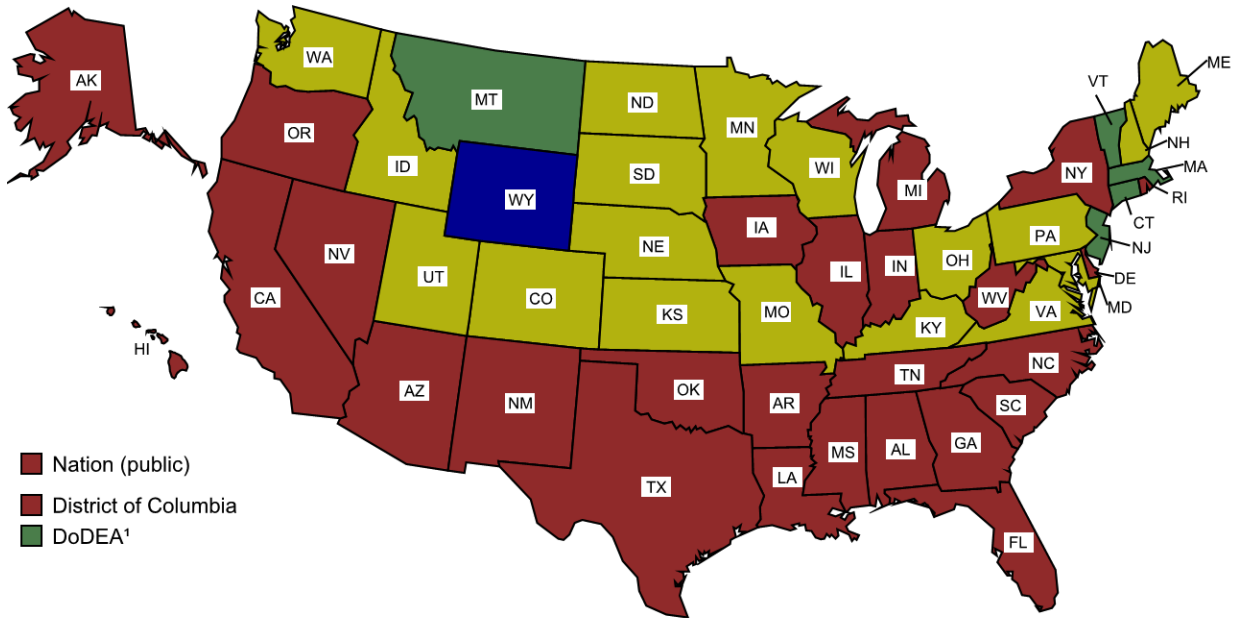 AK
WA
MT
ND
MN
VT
ME
OR
ID
SD
WI
MI
NY
NH
MA
RI
CT
WY
NE
IA
PA
NJ
NV
UT
CO
KS
MO
IL
IN
OH
WV
VA
DE
MD
CA
KY
HI
AZ
NM
OK
AR
TN
NC
SC
MS
AL
GA
TX
LA
FL
Nation (public)
District of Columbia
DoDEA¹